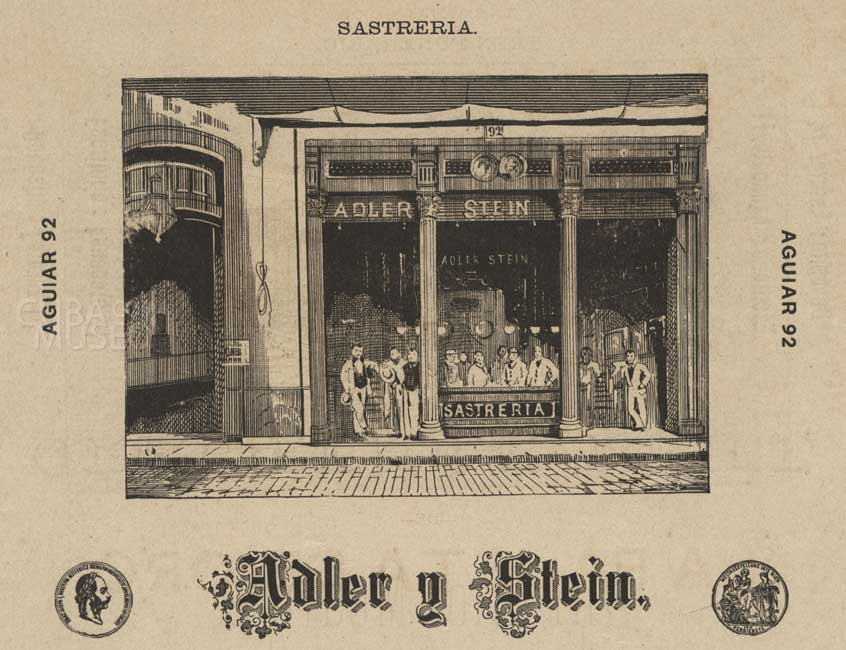 SASTRERIA.
92
ADLER STEIN
ADLER STEIN
SASTRERIA
AGUIAR 92
AGUIAR 92
Adler y Stein.